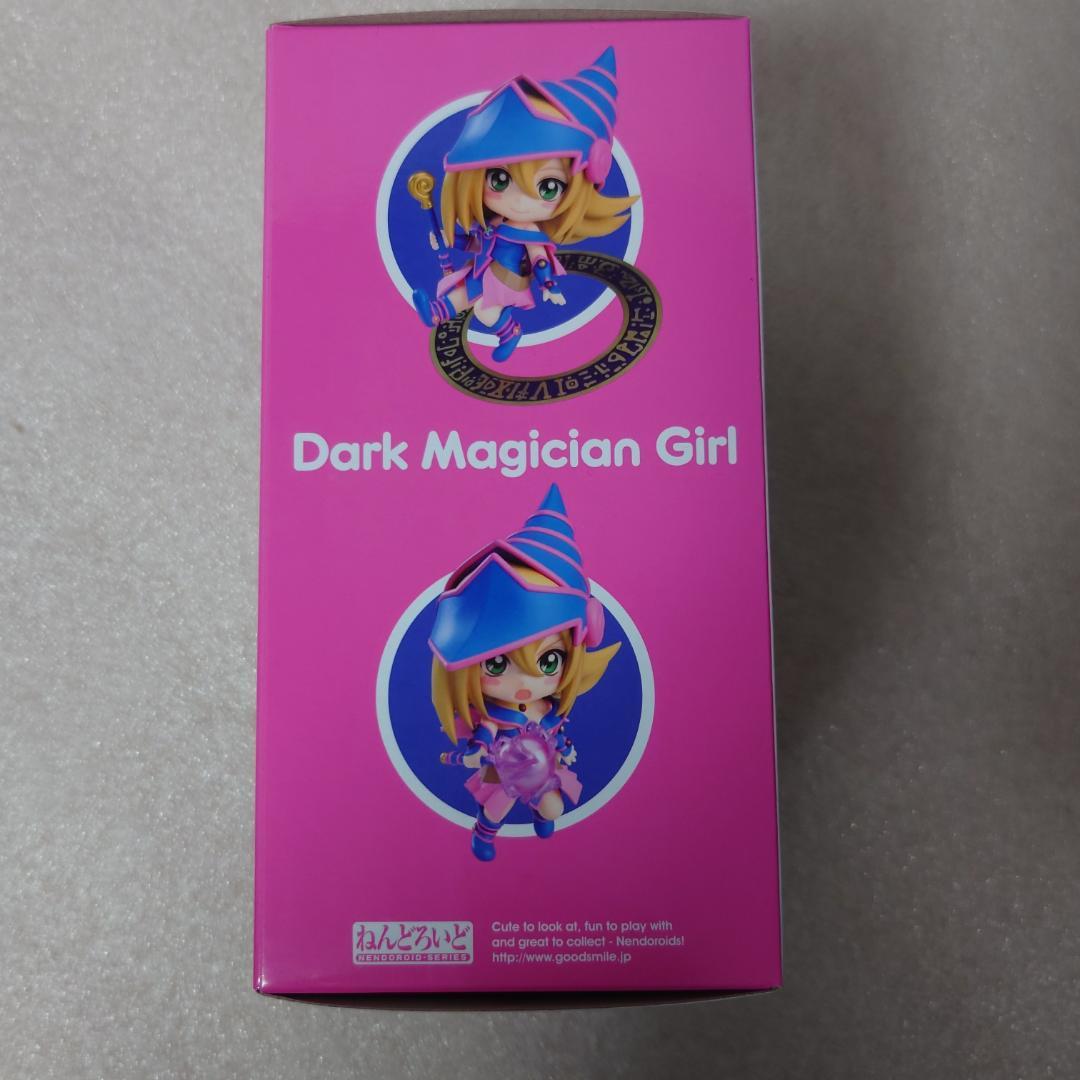 Dark Magician Girl
ねんどろいど
NENDOROID-SERIES
Cute to look at, fun to play with
and great to collect - Nendoroids!
http://www.goodsmile.jp